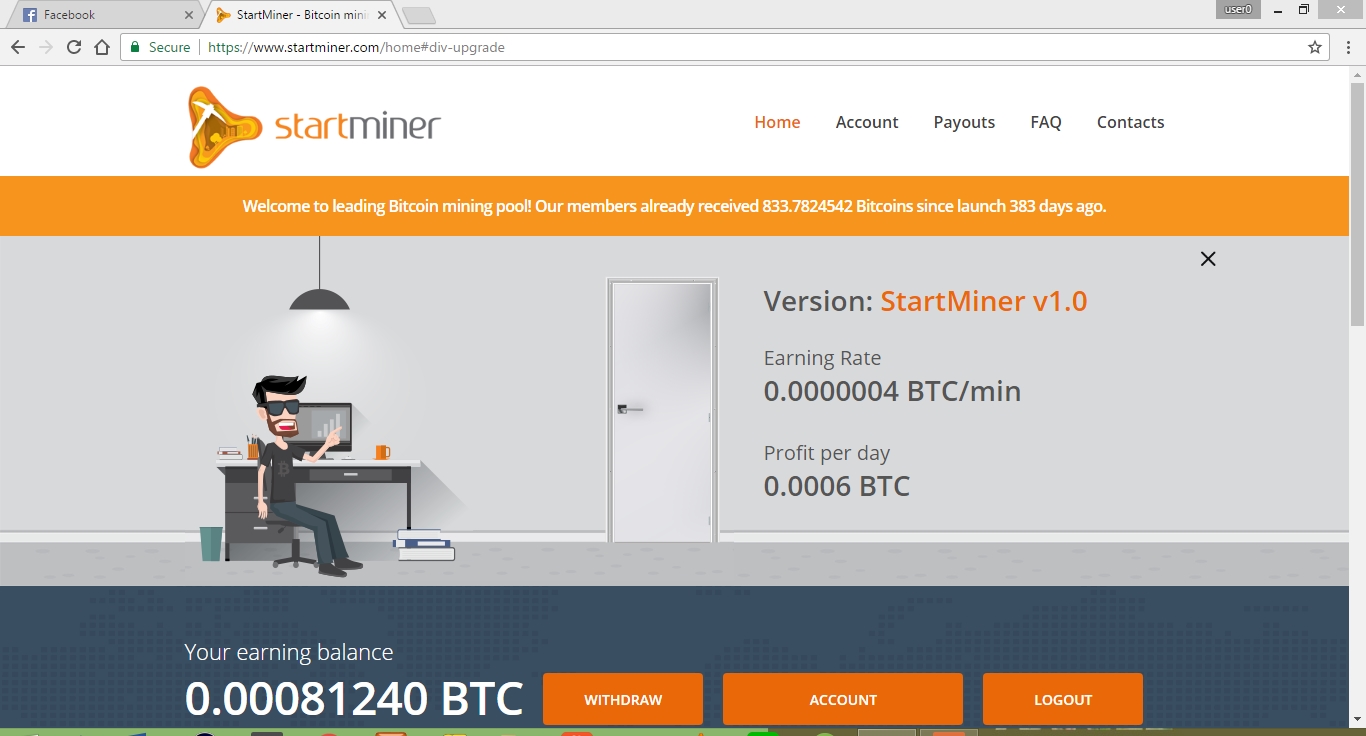 Facebook
StartMiner - Bitcoin mini
user0
Secure
https://www.startminer.com/home#div-upgrade
startminer
Home
Account
Payouts
FAQ
Contacts
Welcome to leading Bitcoin mining pool! Our members already received 833.7824542 Bitcoins since launch 383 days ago.
Version: StartMiner v1.0
Earning Rate
0.0000004 BTC/min
Profit per day
0.0006 BTC
Your earning balance
0.00081240 BTC
WITHDRAW
ACCOUNT
LOGOUT